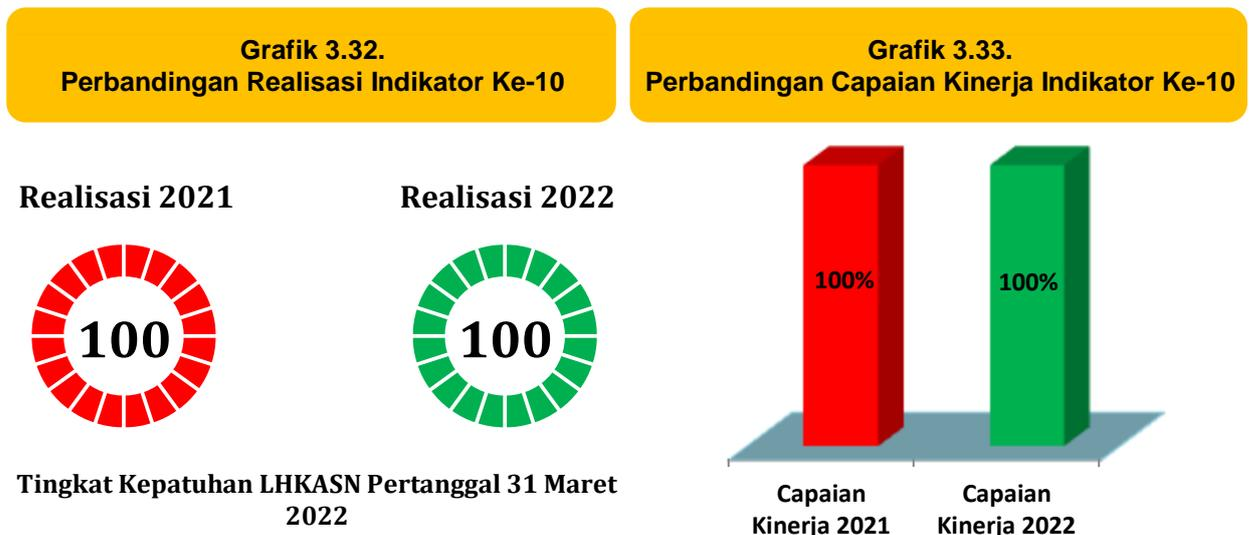 Grafik 3.32.
Perbandingan Realisasi Indikator Ke-10
Grafik 3.33.
Perbandingan Capaian Kinerja Indikator Ke-10
Realisasi 2021
Realisasi 2022
100
100
Tingkat Kepatuhan LHKASN Pertanggal 31 Maret
2022
100%
100%
Capaian
Kinerja 2021
Capaian
Kinerja 2022